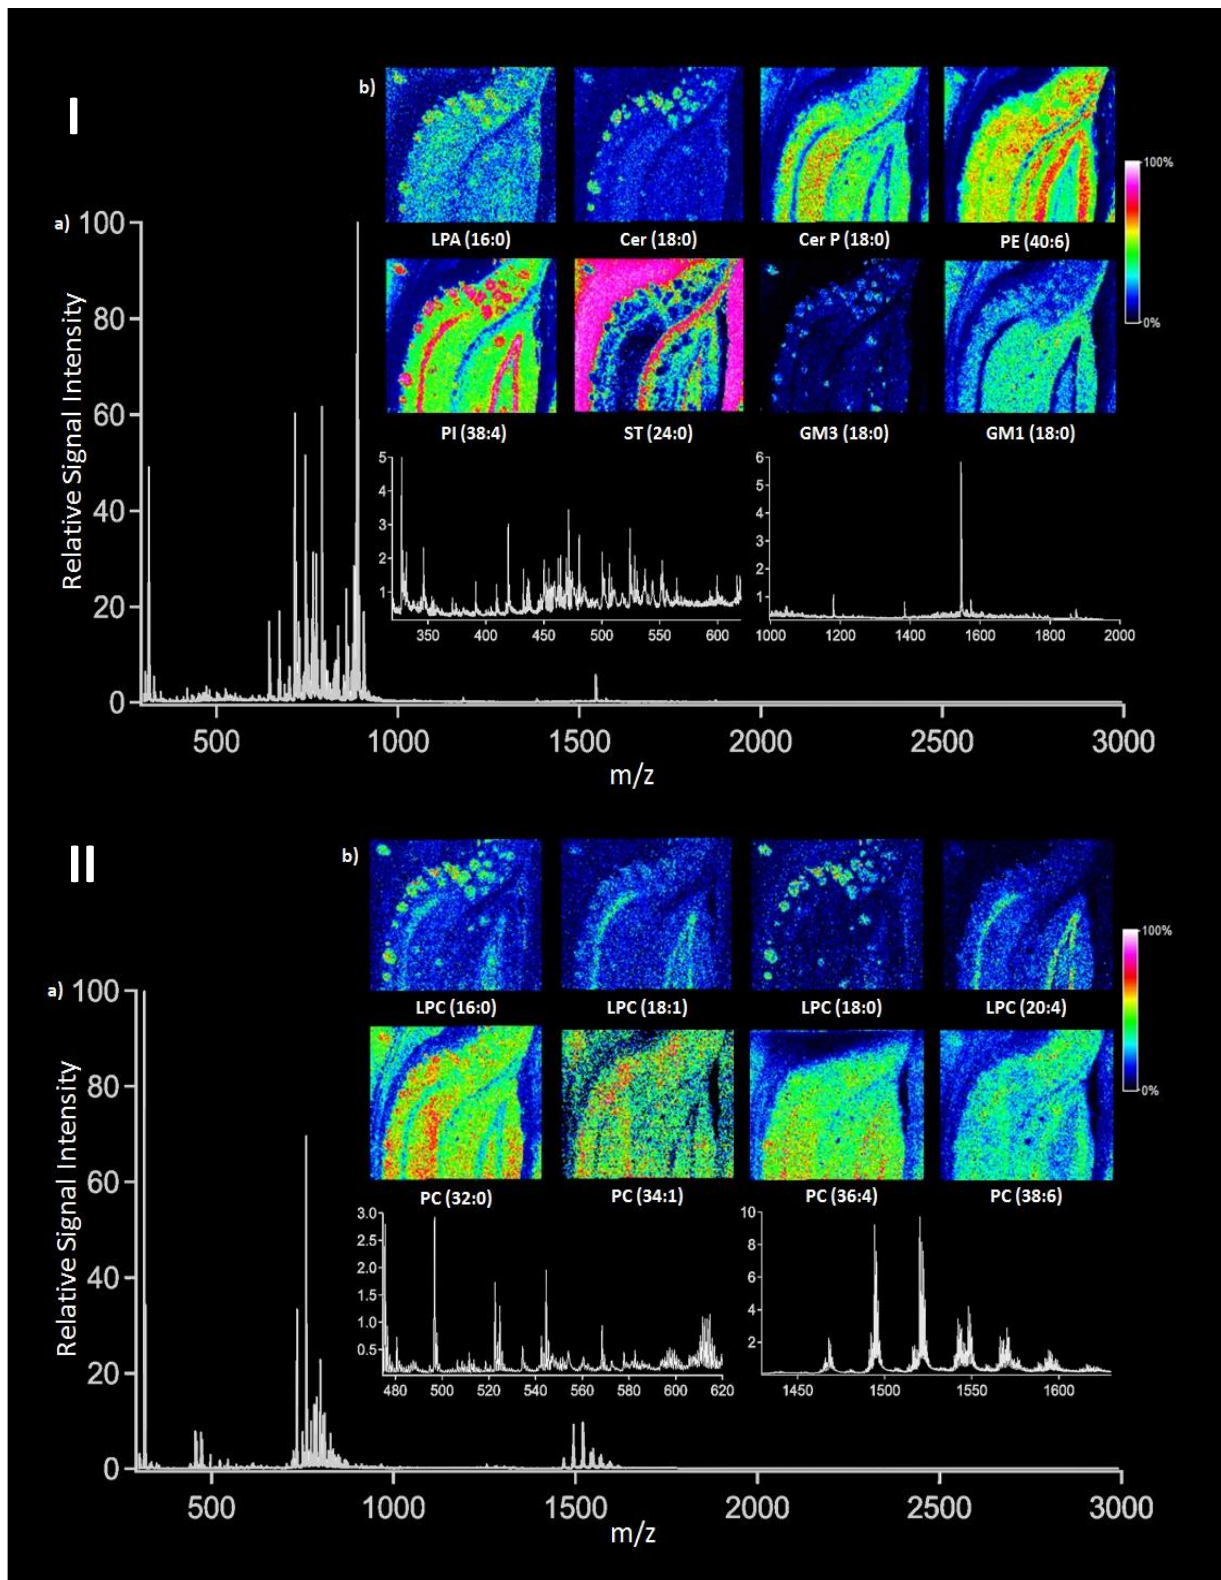 I
b)
LPA (16:0)
Cer (18:0)
Cer P (18:0)
PE (40:6)
100%
0%
a)
PI (38:4)
ST (24:0)
GM3 (18:0)
GM1 (18:0)
Relative Signal Intensity
100
80
60
40
20
0
5
4
3
2
1
350 400 450 500 550 600
6
5
4
3
2
1
1000 1200 1400 1600 1800 2000
500 1000 1500 2000 2500 3000
m/z
II
b)
LPC (16:0)
LPC (18:1)
LPC (18:0)
LPC (20:4)
100%
0%
a)
PC (32:0)
PC (34:1)
PC (36:4)
PC (38:6)
Relative Signal Intensity
100
80
60
40
20
0
3.0
2.5
2.0
1.5
1.0
0.5
480 500 520 540 560 580 600 620
10
8
6
4
2
1450 1500 1550 1600
500 1000 1500 2000 2500 3000
m/z